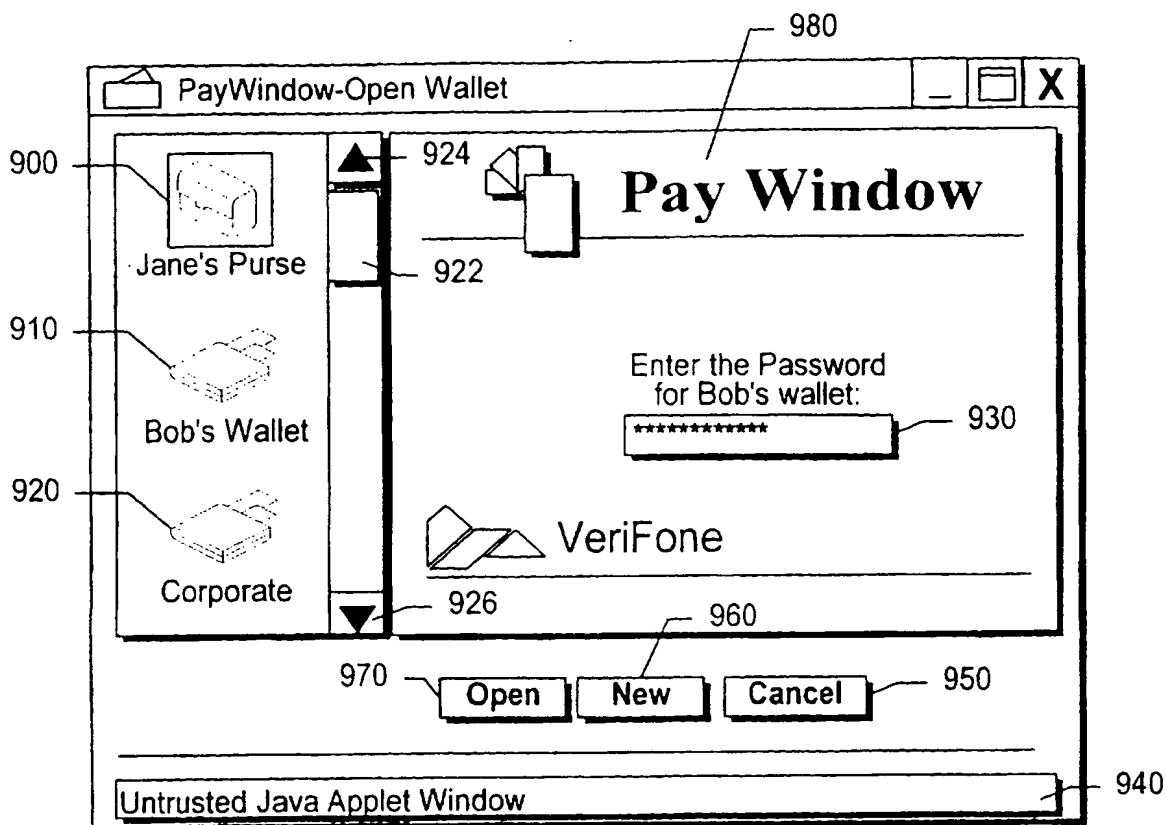 980
PayWindow-Open Wallet
X
900
924
Pay Window
Jane's Purse
922
910
Enter the Password
for Bob's wallet:
************
930
Bob's Wallet
920
VeriFone
Corporate
926
960
970
Open
New
Cancel
950
Untrusted Java Applet Window
940